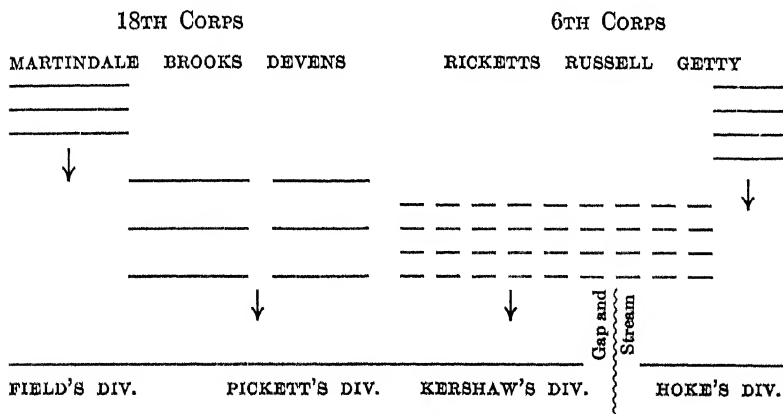 18TH CORPS 6TH CORPS
MARTINDALE BROOKS DEVENS RICKETTS RUSSELL GETTY
Gap and
Stream
FIELD'S DIV. PICKETT'S DIV. KERSHAW'S DIV. HOKE'S DIV.